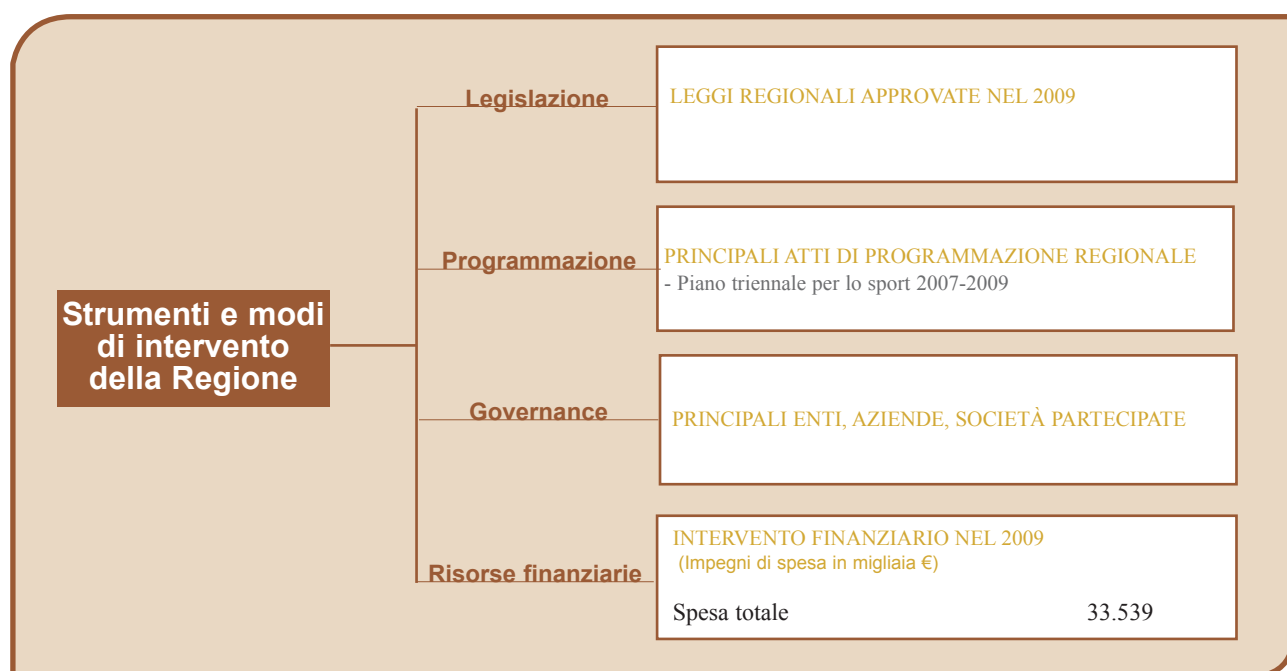 Strumenti e modi
di intervento
della Regione
Legislazione
LEGGI REGIONALI APPROVATE NEL 2009
Programmazione
PRINCIPALI ATTI DI PROGRAMMAZIONE REGIONALE
- Piano triennale per lo sport 2007-2009
Governance
PRINCIPALI ENTI, AZIENDE, SOCIETÀ PARTECIPATE
Risorse finanziarie
INTERVENTO FINANZIARIO NEL 2009
(Impegni di spesa in migliaia €)
Spesa totale 33.539